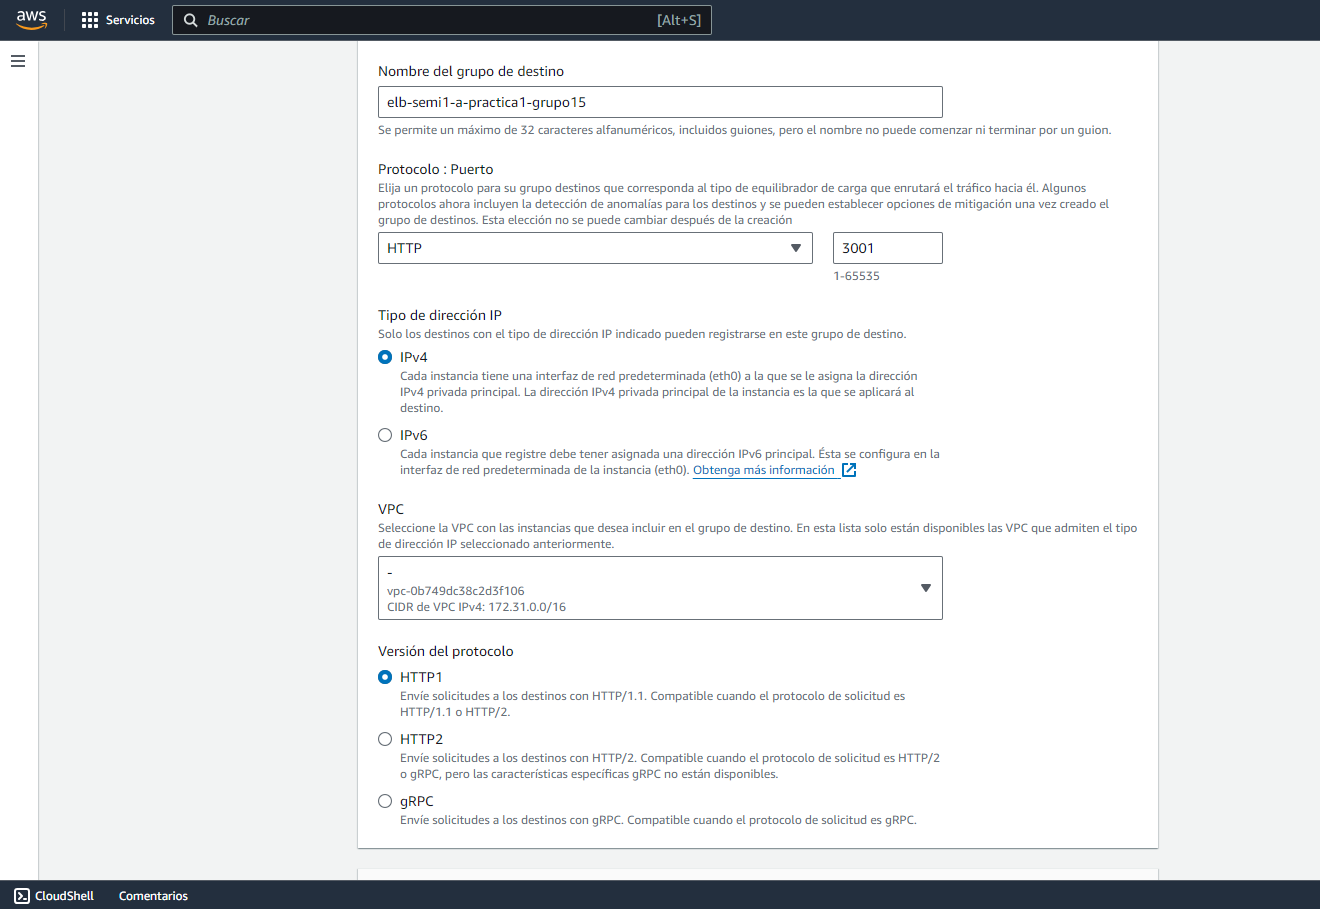 aws
Servicios
Buscar
[Alt+S]
Nombre del grupo de destino
elb-semi1-a-practica1-grupo15
Se permite un máximo de 32 caracteres alfanuméricos, incluidos guiones, pero el nombre no puede comenzar ni terminar por un guion.
Protocolo : Puerto
Elija un protocolo para su grupo destinos que corresponda al tipo de equilibrador de carga que enrutará el tráfico hacia él. Algunos
protocolos ahora incluyen la detección de anomalías para los destinos y se pueden establecer opciones de mitigación una vez creado el
grupo de destinos. Esta elección no se puede cambiar después de la creación
HTTP
3001
1-65535
Tipo de dirección IP
Solo los destinos con el tipo de dirección IP indicado pueden registrarse en este grupo de destino.
IPv4
Cada instancia tiene una interfaz de red predeterminada (eth0) a la que se le asigna la dirección
IPv4 privada principal. La dirección IPv4 privada principal de la instancia es la que se aplicará al
destino.
IPv6
Cada instancia que registre debe tener asignada una dirección IPv6 principal. Ésta se configura en la
interfaz de red predeterminada de la instancia (eth0). Obtenga más información
VPC
Seleccione la VPC con las instancias que desea incluir en el grupo de destino. En esta lista solo están disponibles las VPC que admiten el tipo
de dirección IP seleccionado anteriormente.
-
vpc-0b749dc38c2d3f106
CIDR de VPC IPv4: 172.31.0.0/16
Versión del protocolo
HTTP1
Envíe solicitudes a los destinos con HTTP/1.1. Compatible cuando el protocolo de solicitud es
HTTP/1.1 o HTTP/2.
HTTP2
Envíe solicitudes a los destinos con HTTP/2. Compatible cuando el protocolo de solicitud es HTTP/2
o gRPC, pero las características específicas gRPC no están disponibles.
gRPC
Envíe solicitudes a los destinos con gRPC. Compatible cuando el protocolo de solicitud es gRPC.
CloudShell
Comentarios